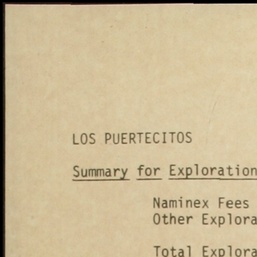 LOS PUERTECITOS
Summary for Exploration
Naminex Fees
Other Explora
Total Explora